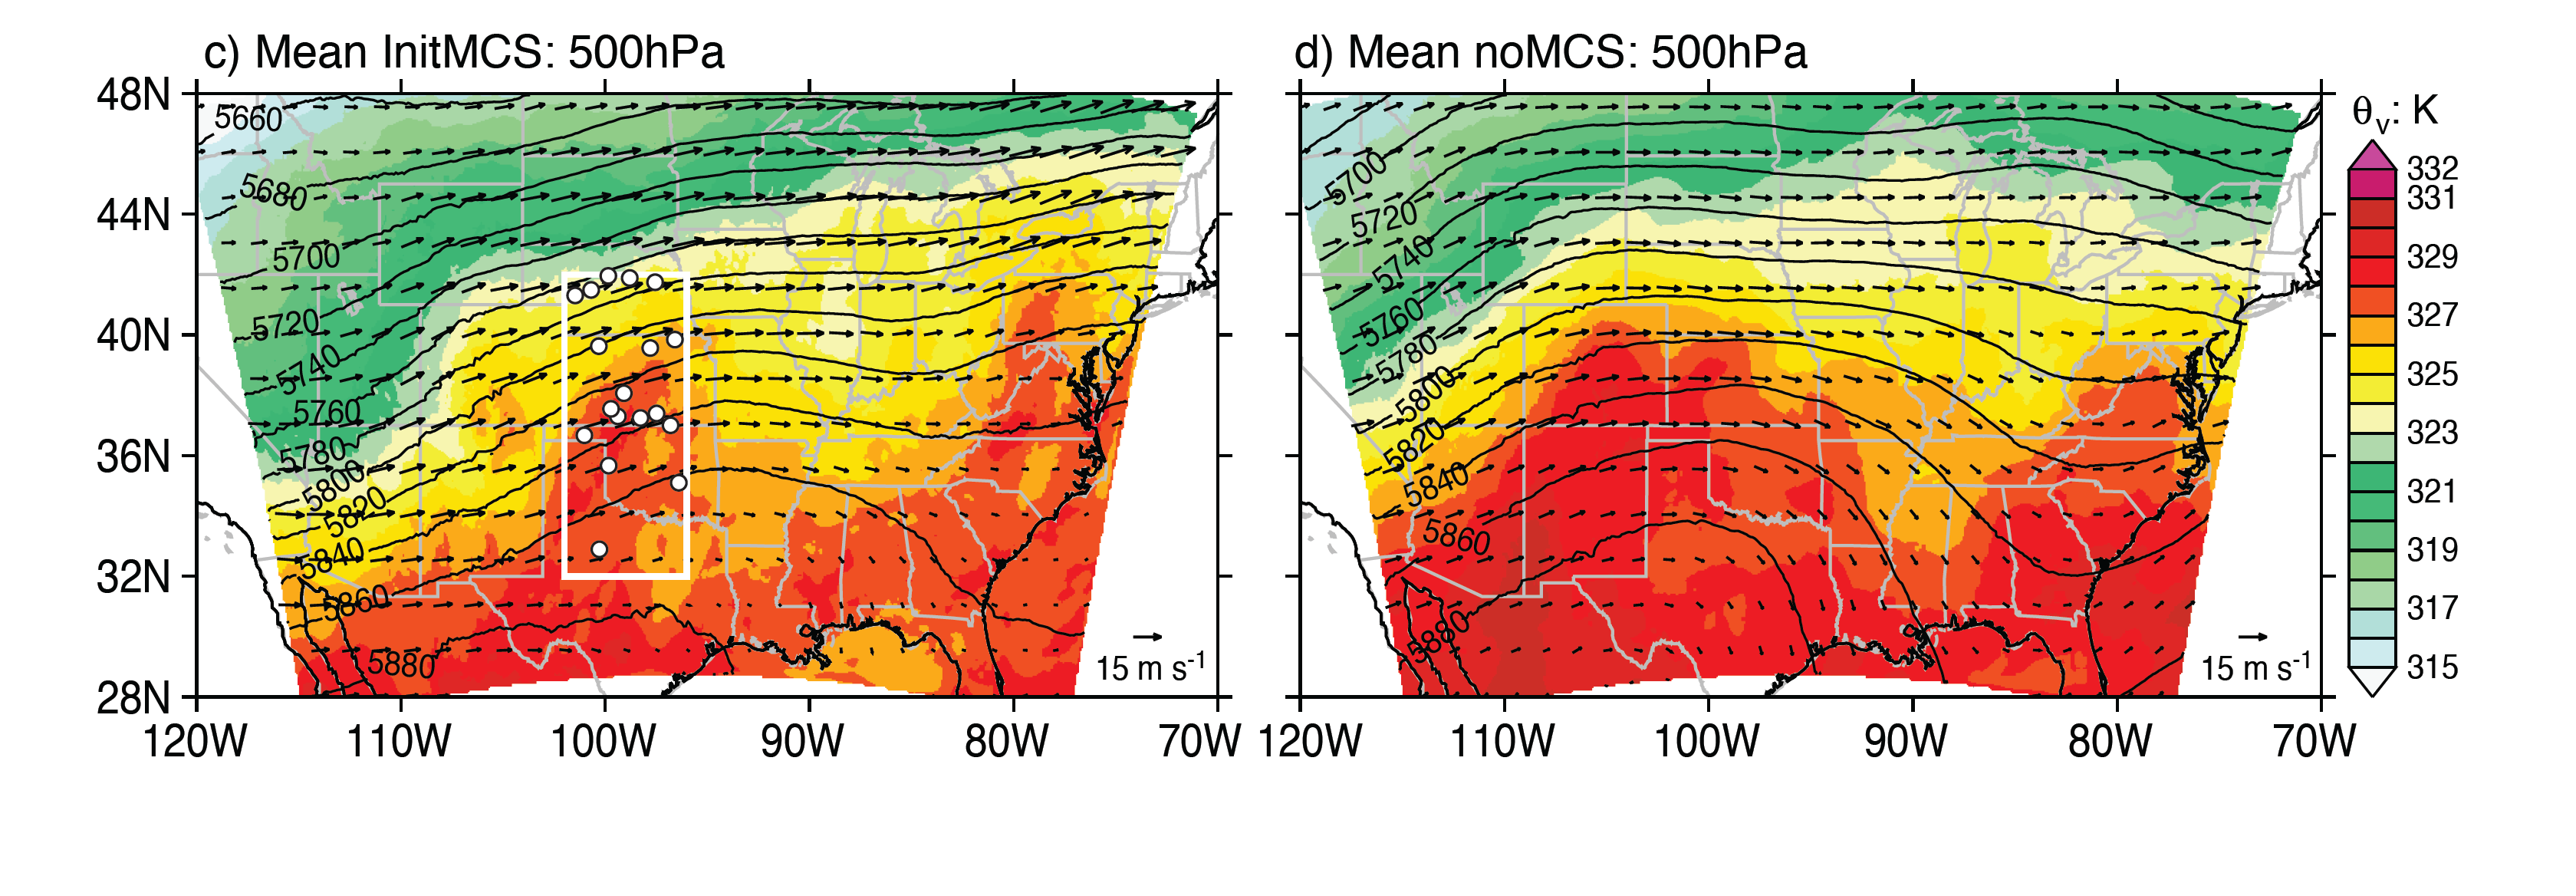 c) Mean InitMCS: 500hPa
d) Mean noMCS: 500hPa
48N
44N
40N
36N
32N
28N
120W
110W
100W
90W
80W
70W
5660
5680
5700
5720
5740
5760
5780
5800
5820
5840
5860
5880
15 m s-1
120W
110W
100W
90W
80W
70W
5700
5720
5740
5760
5780
5800
5820
5840
5860
5880
15 m s-1
θv: K
332
331
329
327
325
323
321
319
317
315